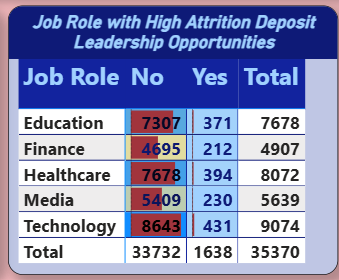 Job Role with High Attrition Deposit
Leadership Opportunities
Job Role No Yes Total
Education 7307 371 7678
Finance 4695 212 4907
Healthcare 7678 394 8072
Media 5409 230 5639
Technology 8643 431 9074
Total 33732 1638 35370